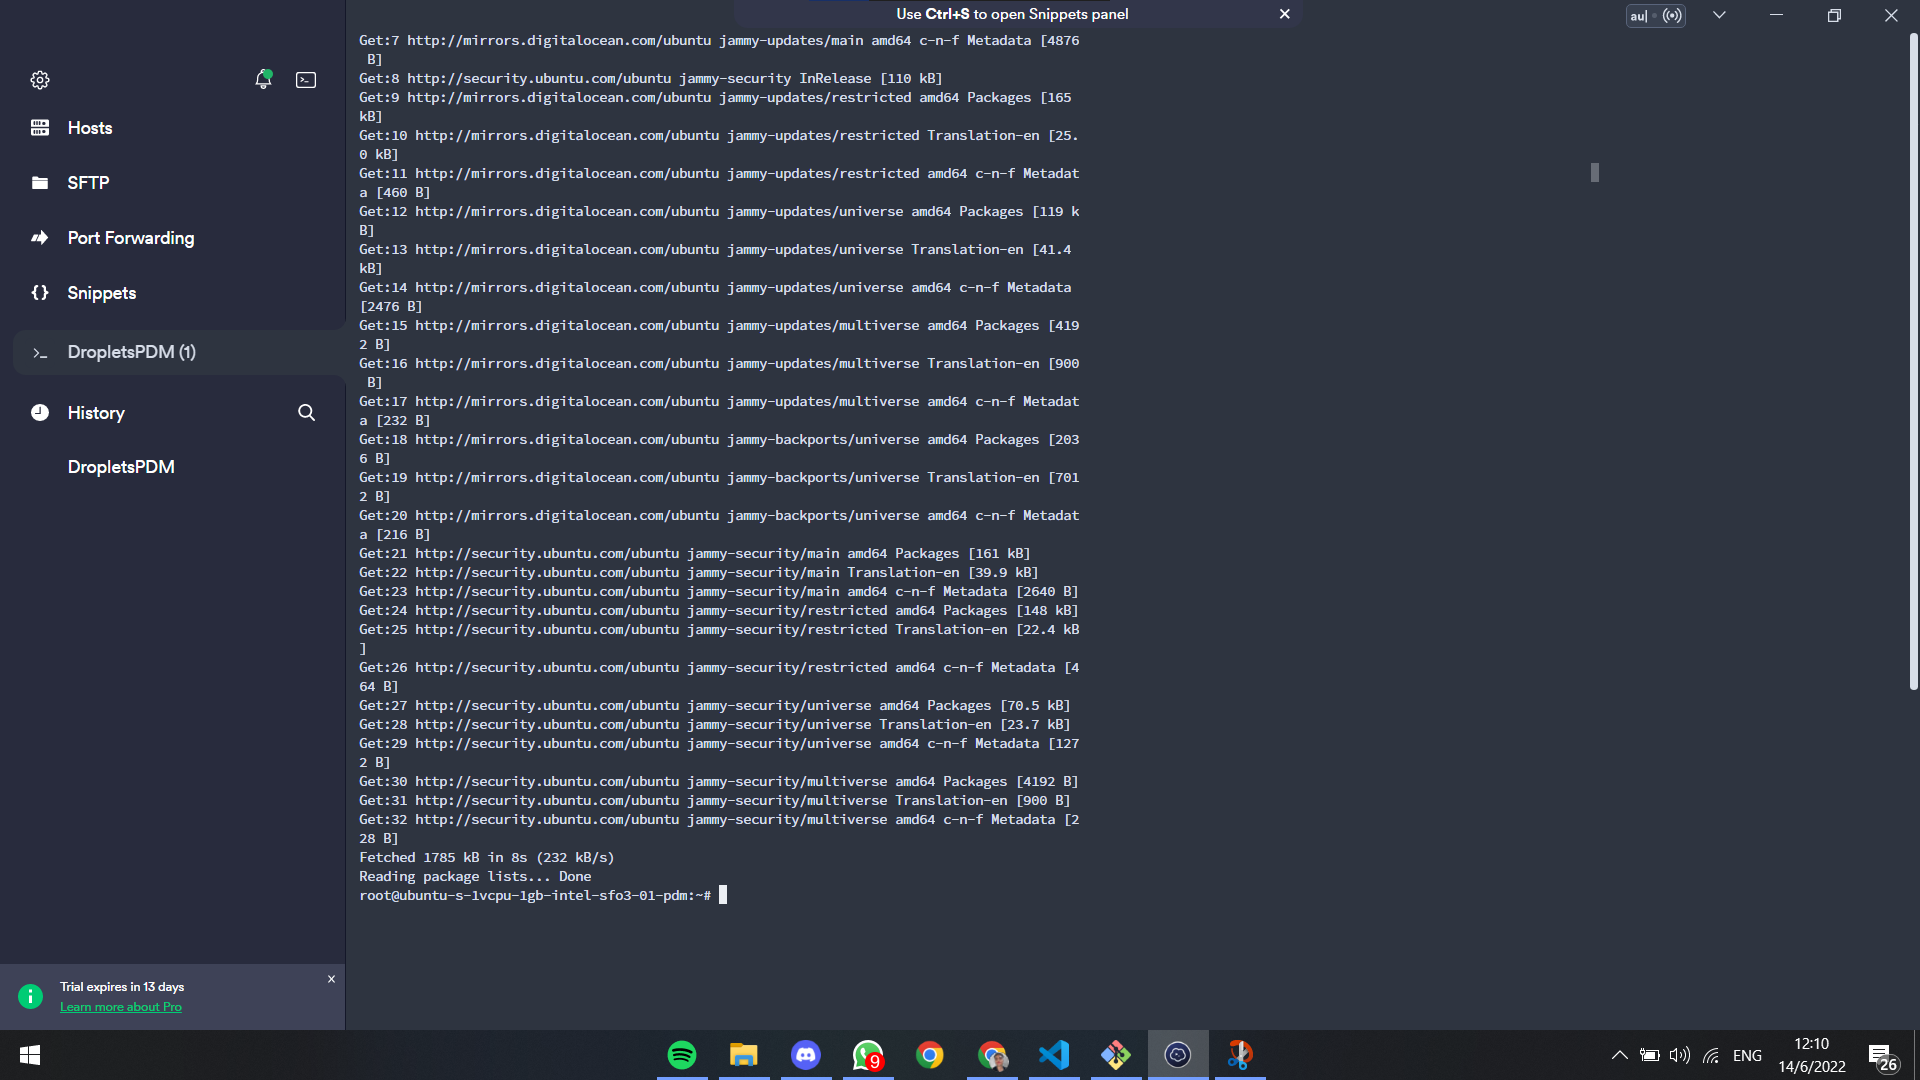 Use Ctrl+S to open Snippets panel
au|
Hosts
SFTP
Port Forwarding
Snippets
DropletsPDM (1)
History
DropletsPDM
Trial expires in 13 days
Learn more about Pro
Get:7 http://mirrors.digitalocean.com/ubuntu jammy-updates/main amd64 c-n-f Metadata [4876
B]
Get:8 http://security.ubuntu.com/ubuntu jammy-security InRelease [110 kB]
Get:9 http://mirrors.digitalocean.com/ubuntu jammy-updates/restricted amd64 Packages [165
kB]
Get:10 http://mirrors.digitalocean.com/ubuntu jammy-updates/restricted Translation-en [25.
0 kB]
Get:11 http://mirrors.digitalocean.com/ubuntu jammy-updates/restricted amd64 c-n-f Metadat
a [460 B]
Get:12 http://mirrors.digitalocean.com/ubuntu jammy-updates/universe amd64 Packages [119 k
B]
Get:13 http://mirrors.digitalocean.com/ubuntu jammy-updates/universe Translation-en [41.4
kB]
Get:14 http://mirrors.digitalocean.com/ubuntu jammy-updates/universe amd64 c-n-f Metadata
[2476 B]
Get:15 http://mirrors.digitalocean.com/ubuntu jammy-updates/multiverse amd64 Packages [419
2 B]
Get:16 http://mirrors.digitalocean.com/ubuntu jammy-updates/multiverse Translation-en [900
B]
Get:17 http://mirrors.digitalocean.com/ubuntu jammy-updates/multiverse amd64 c-n-f Metadat
a [232 B]
Get:18 http://mirrors.digitalocean.com/ubuntu jammy-backports/universe amd64 Packages [203
6 B]
Get:19 http://mirrors.digitalocean.com/ubuntu jammy-backports/universe Translation-en [701
2 B]
Get:20 http://mirrors.digitalocean.com/ubuntu jammy-backports/universe amd64 c-n-f Metadat
a [216 B]
Get:21 http://security.ubuntu.com/ubuntu jammy-security/main amd64 Packages [161 kB]
Get:22 http://security.ubuntu.com/ubuntu jammy-security/main Translation-en [39.9 kB]
Get:23 http://security.ubuntu.com/ubuntu jammy-security/main amd64 c-n-f Metadata [2640 B]
Get:24 http://security.ubuntu.com/ubuntu jammy-security/restricted amd64 Packages [148 kB]
Get:25 http://security.ubuntu.com/ubuntu jammy-security/restricted Translation-en [22.4 kB
]
Get:26 http://security.ubuntu.com/ubuntu jammy-security/restricted amd64 c-n-f Metadata [4
64 B]
Get:27 http://security.ubuntu.com/ubuntu jammy-security/universe amd64 Packages [70.5 kB]
Get:28 http://security.ubuntu.com/ubuntu jammy-security/universe Translation-en [23.7 kB]
Get:29 http://security.ubuntu.com/ubuntu jammy-security/universe amd64 c-n-f Metadata [127
2 B]
Get:30 http://security.ubuntu.com/ubuntu jammy-security/multiverse amd64 Packages [4192 B]
Get:31 http://security.ubuntu.com/ubuntu jammy-security/multiverse Translation-en [900 B]
Get:32 http://security.ubuntu.com/ubuntu jammy-security/multiverse amd64 c-n-f Metadata [2
28 B]
Fetched 1785 kB in 8s (232 kB/s)
Reading package lists... Done
root@ubuntu-s-1vcpu-1gb-intel-sfo3-01-pdm:~#
9
ENG
12:10
14/6/2022
26